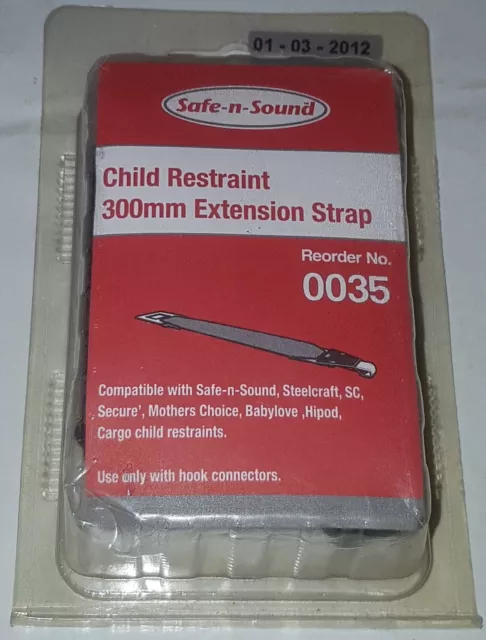 01 - 03 - 2012
Safe-n-Sound™
Child Restraint
300mm Extension Strap
Reorder No.
0035
Compatible with Safe-n-Sound, Steelcraft, SC,
Secure', Mothers Choice, Babylove ,Hipod,
Cargo child restraints.
Use only with hook connectors.